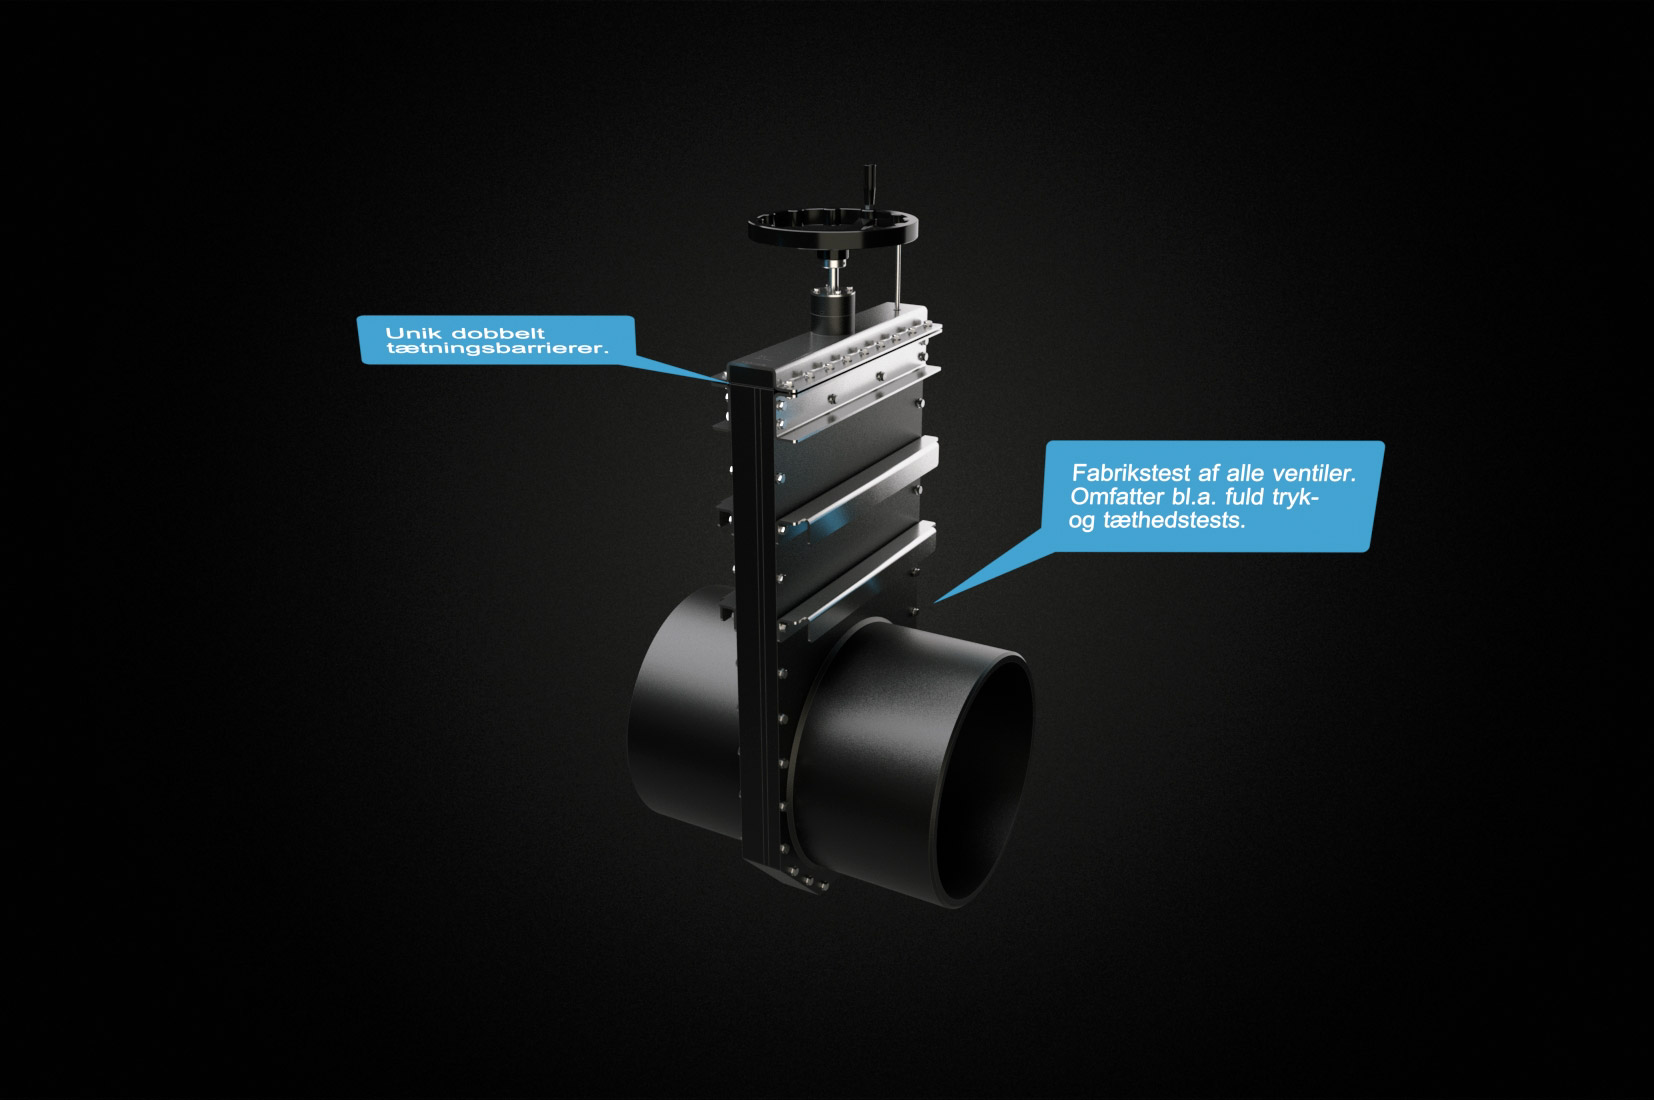 Unik dobbelt
tætningsbarrierer.
Fabrikstest af alle ventiler.
Omfatter bl.a. fuld tryk-
og tæthedstests.